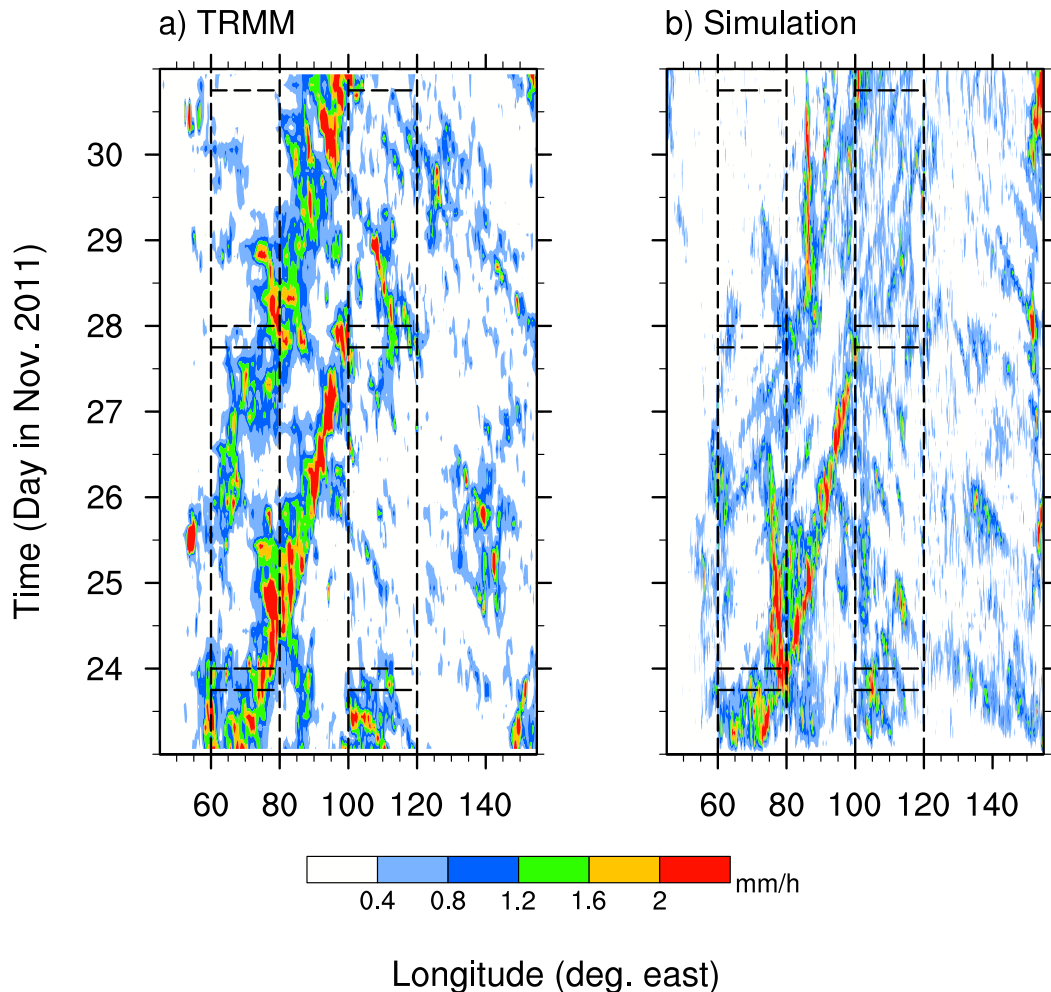 a) TRMM
b) Simulation
Time (Day in Nov. 2011)
30
29
28
27
26
25
24
60 80 100 120 140
60 80 100 120 140
0.4 0.8 1.2 1.6 2 mm/h
Longitude (deg. east)